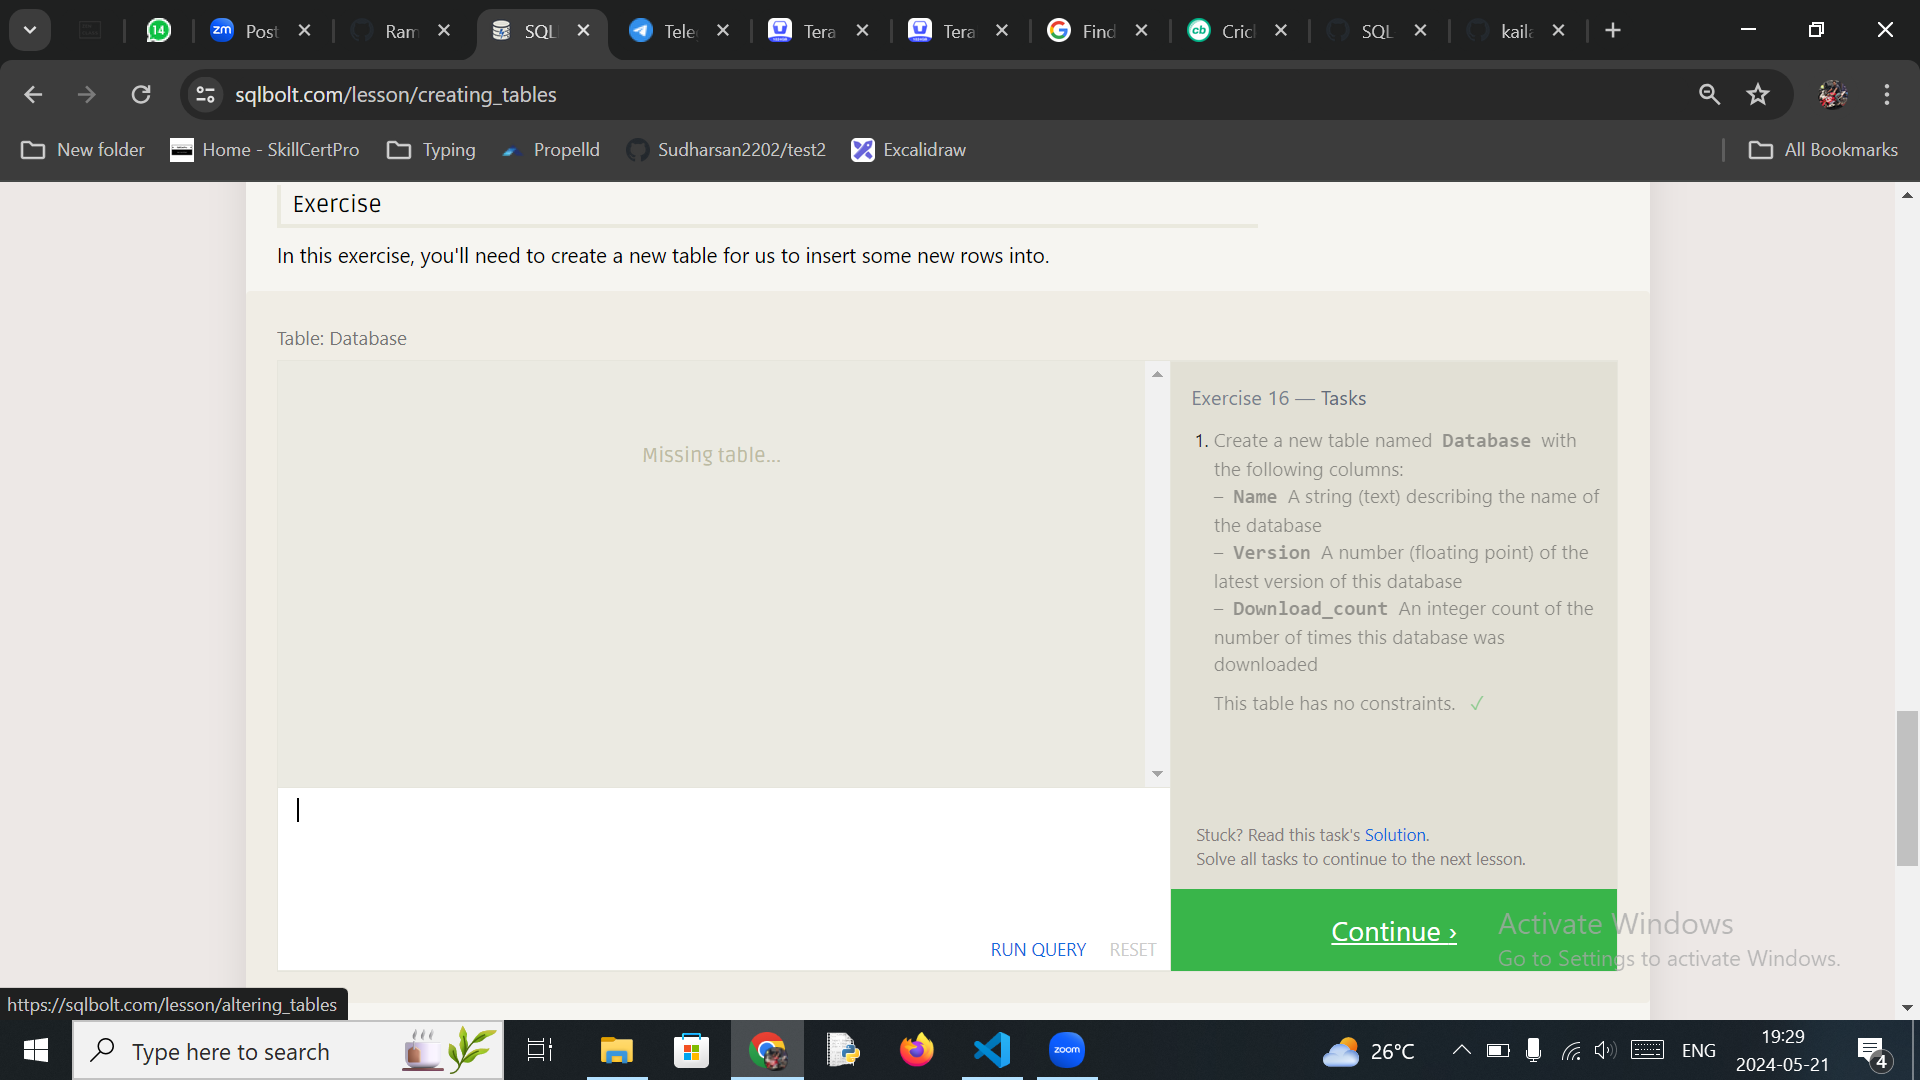 14
Post
Ram
SQL
Tele
Tera
Tera
Find
Cric
SQL
kaila
sqlbolt.com/lesson/creating_tables
New folder
Home - SkillCertPro
Typing
Propelld
Sudharsan2202/test2
Excalidraw
All Bookmarks
Exercise
In this exercise, you'll need to create a new table for us to insert some new rows into.
Table: Database
Missing table...
Exercise 16 — Tasks
1. Create a new table named Database with
the following columns:
– Name A string (text) describing the name of
the database
– Version A number (floating point) of the
latest version of this database
– Download_count An integer count of the
number of times this database was
downloaded
This table has no constraints. ✓
Stuck? Read this task's Solution.
Solve all tasks to continue to the next lesson.
RUN QUERY RESET
Continue ›
Activate Windows
Go to Settings to activate Windows.
https://sqlbolt.com/lesson/altering_tables
Type here to search
zoom
26°C
ENG
19:29
2024-05-21
4